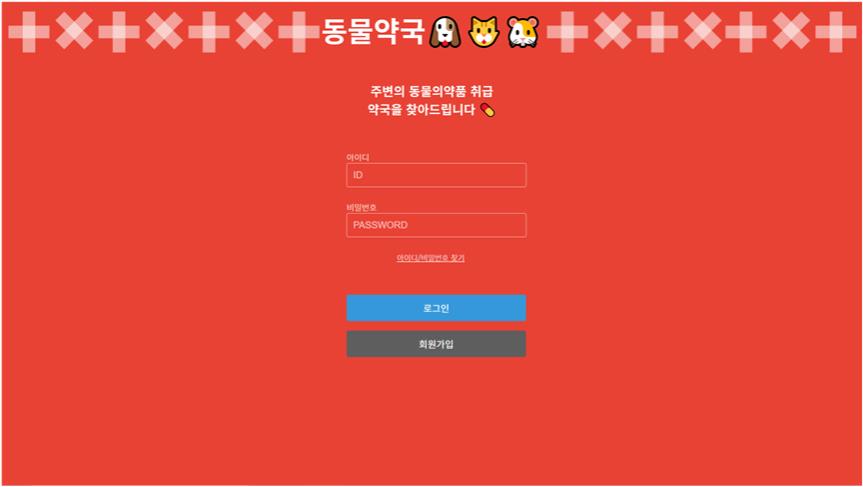 동물약국
주변의 동물의약품 취급
약국을 찾아드립니다
아이디
ID
비밀번호
PASSWORD
아이디/비밀번호 찾기
로그인
회원가입